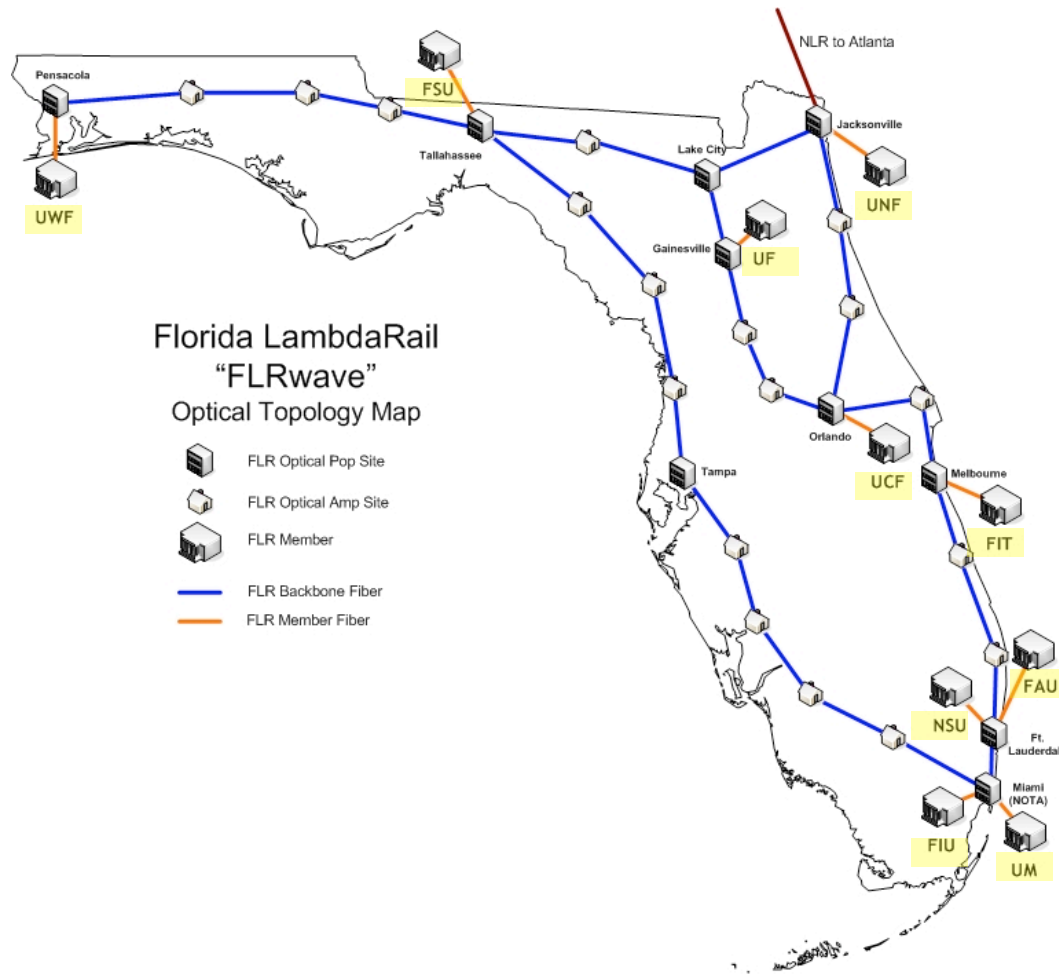 NLR to Atlanta
Pensacola
FSU
Jacksonville
Tallahassee
Lake City
UWF
UNF
Gainesville
UF
Florida LambdaRail
“FLRwave”
Optical Topology Map
FLR Optical Pop Site
FLR Optical Amp Site
FLR Member
FLR Backbone Fiber
FLR Member Fiber
Orlando
Tampa
UCF
Melbourne
FIT
FAU
NSU
Ft.
Lauderdal
Miami
(NOTA)
FIU
UM